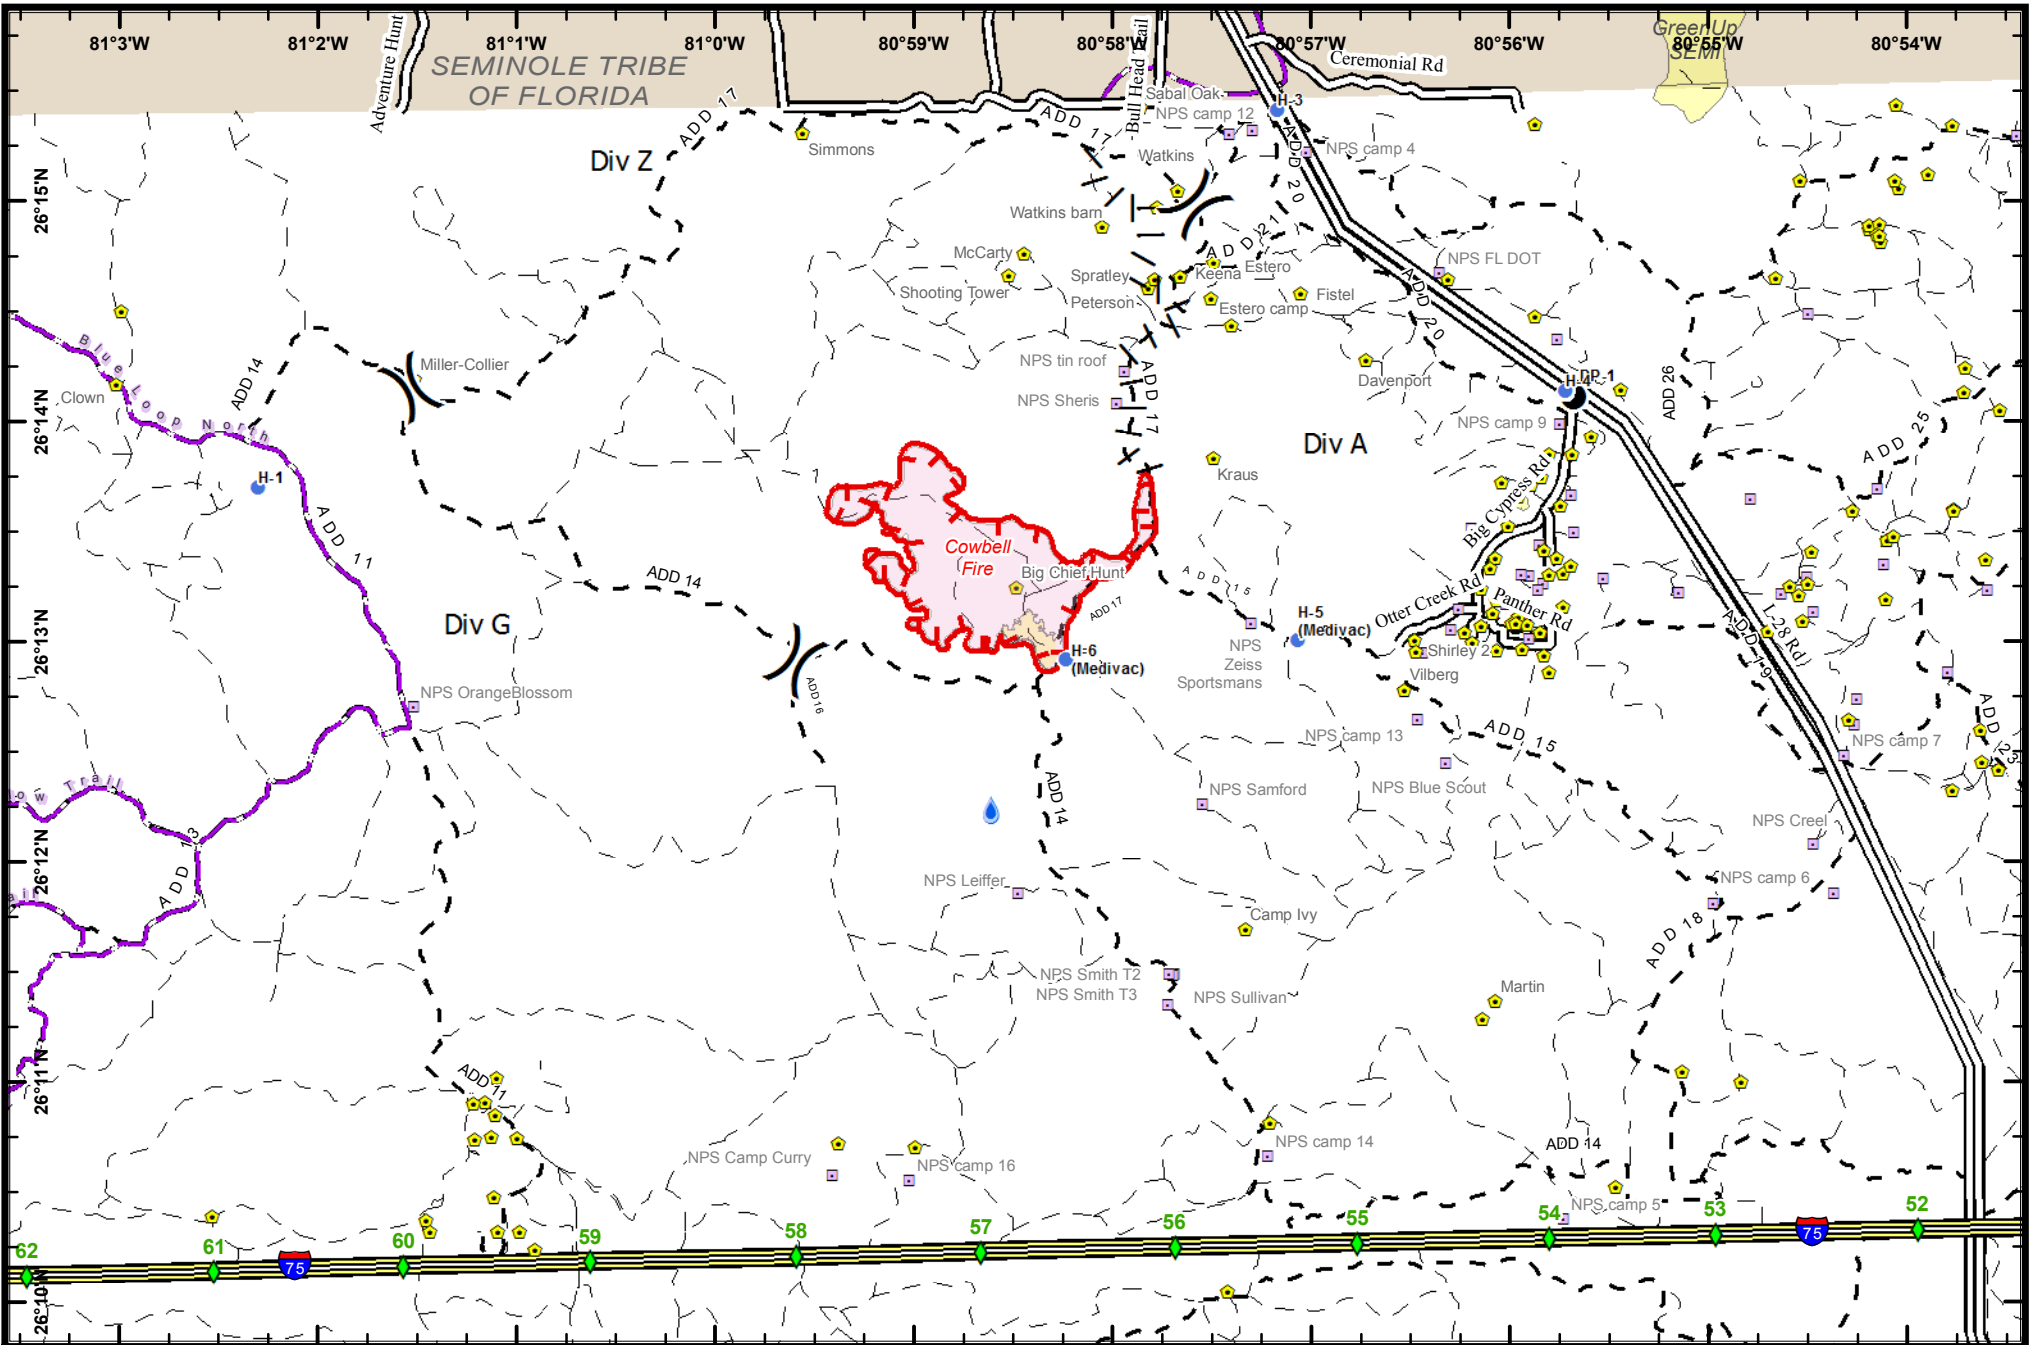 81°3'W
81°2'W
81°1'W
81°0'W
80°59'W
80°58'W
80°57'W
80°56'W
80°55'W
80°54'W
Adventure Hunt
SEMINOLE TRIBE
OF FLORIDA
Bull Head Trail
Ceremonial Rd
GreenUp
SEMI
Sabal Oak
NPS camp 12
H-3
ADD 17
ADD 17
Simmons
Div Z
Watkins
ADD 20
NPS camp 4
26°15'N
Watkins barn
McCarty
Shooting Tower
Spratley
Peterson
ADD 21
Keena
Estero
Estero camp
Fistel
NPS FL DOT
ADD 20
Blue Loop North
Clown
ADD 14
Miller-Collier
NPS tin roof
NPS Sheris
ADD 17
Davenport
H-4
DP-1
ADD 26
26°14'N
NPS camp 9
Div A
ADD 25
H-1
Kraus
Big Cypress Rd
ADD 11
Cowbell
Fire
Big Chief Hunt
ADD 14
ADD 17
ADD 15
Otter Creek Rd
Panther Rd
H-5
(Medivac)
Div G
26°13'N
L-28 Rd
ADD 19
H-6
(Medivac)
NPS
Zeiss
Sportsmans
Shirley 2
Vilberg
ADD 16
NPS OrangeBlossom
NPS camp 13
ADD 15
NPS camp 7
ADD 23
ow Trail
ADD 14
NPS Samford
NPS Blue Scout
NPS Creel
ADD 13
26°12'N
ail
NPS Leiffer
NPS camp 6
Camp Ivy
ADD 18
NPS Smith T2
NPS Smith T3
NPS Sullivan
Martin
26°11'N
ADD 11
NPS Camp Curry
NPS camp 16
NPS camp 14
ADD 14
NPS camp 5
62
61
60
59
58
57
56
55
54
53
52
75
75
26°10'N